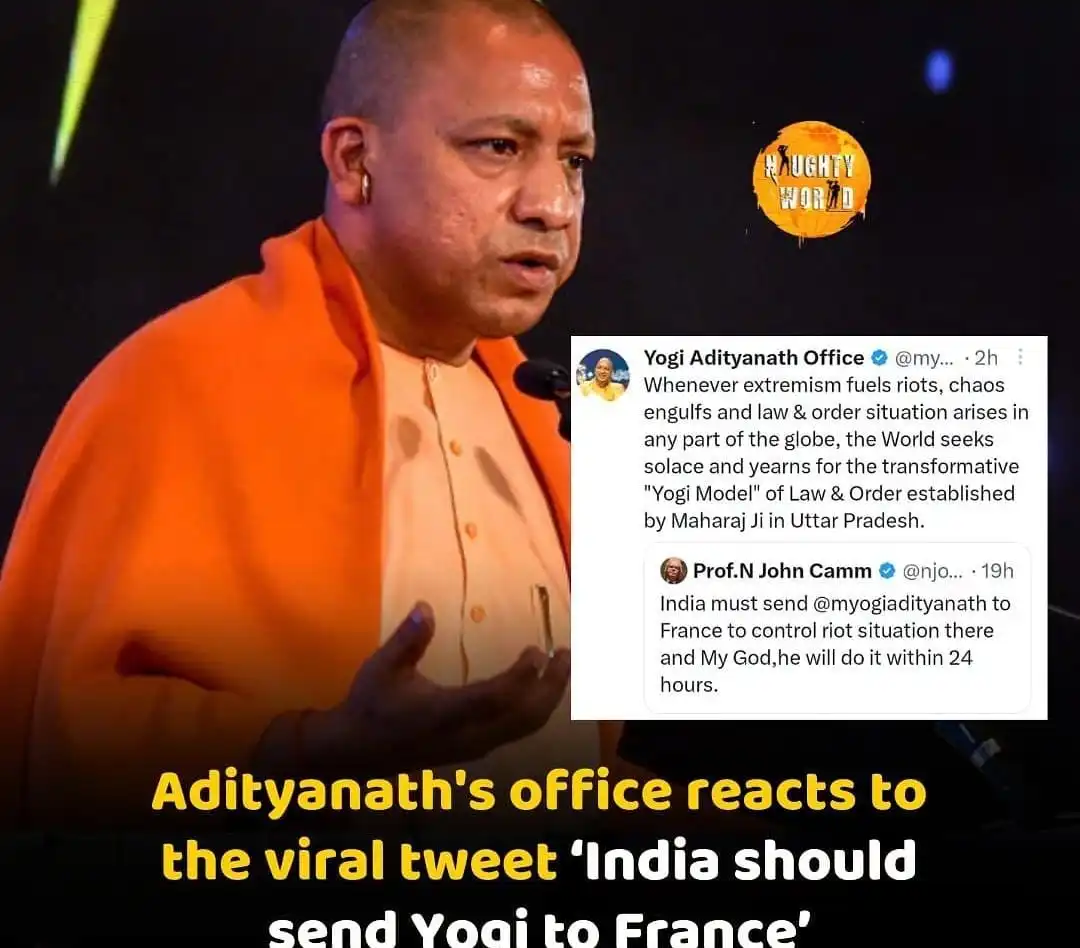 NAUGHTY
WORLD
Yogi Adityanath Office @my... · 2h
Whenever extremism fuels riots, chaos
engulfs and law & order situation arises in
any part of the globe, the World seeks
solace and yearns for the transformative
"Yogi Model" of Law & Order established
by Maharaj Ji in Uttar Pradesh.
Prof.N John Camm @njo... · 19h
India must send @myogiadityanath to
France to control riot situation there
and My God,he will do it within 24
hours.
Adityanath's office reacts to
the viral tweet ‘India should
send Yogi to France’